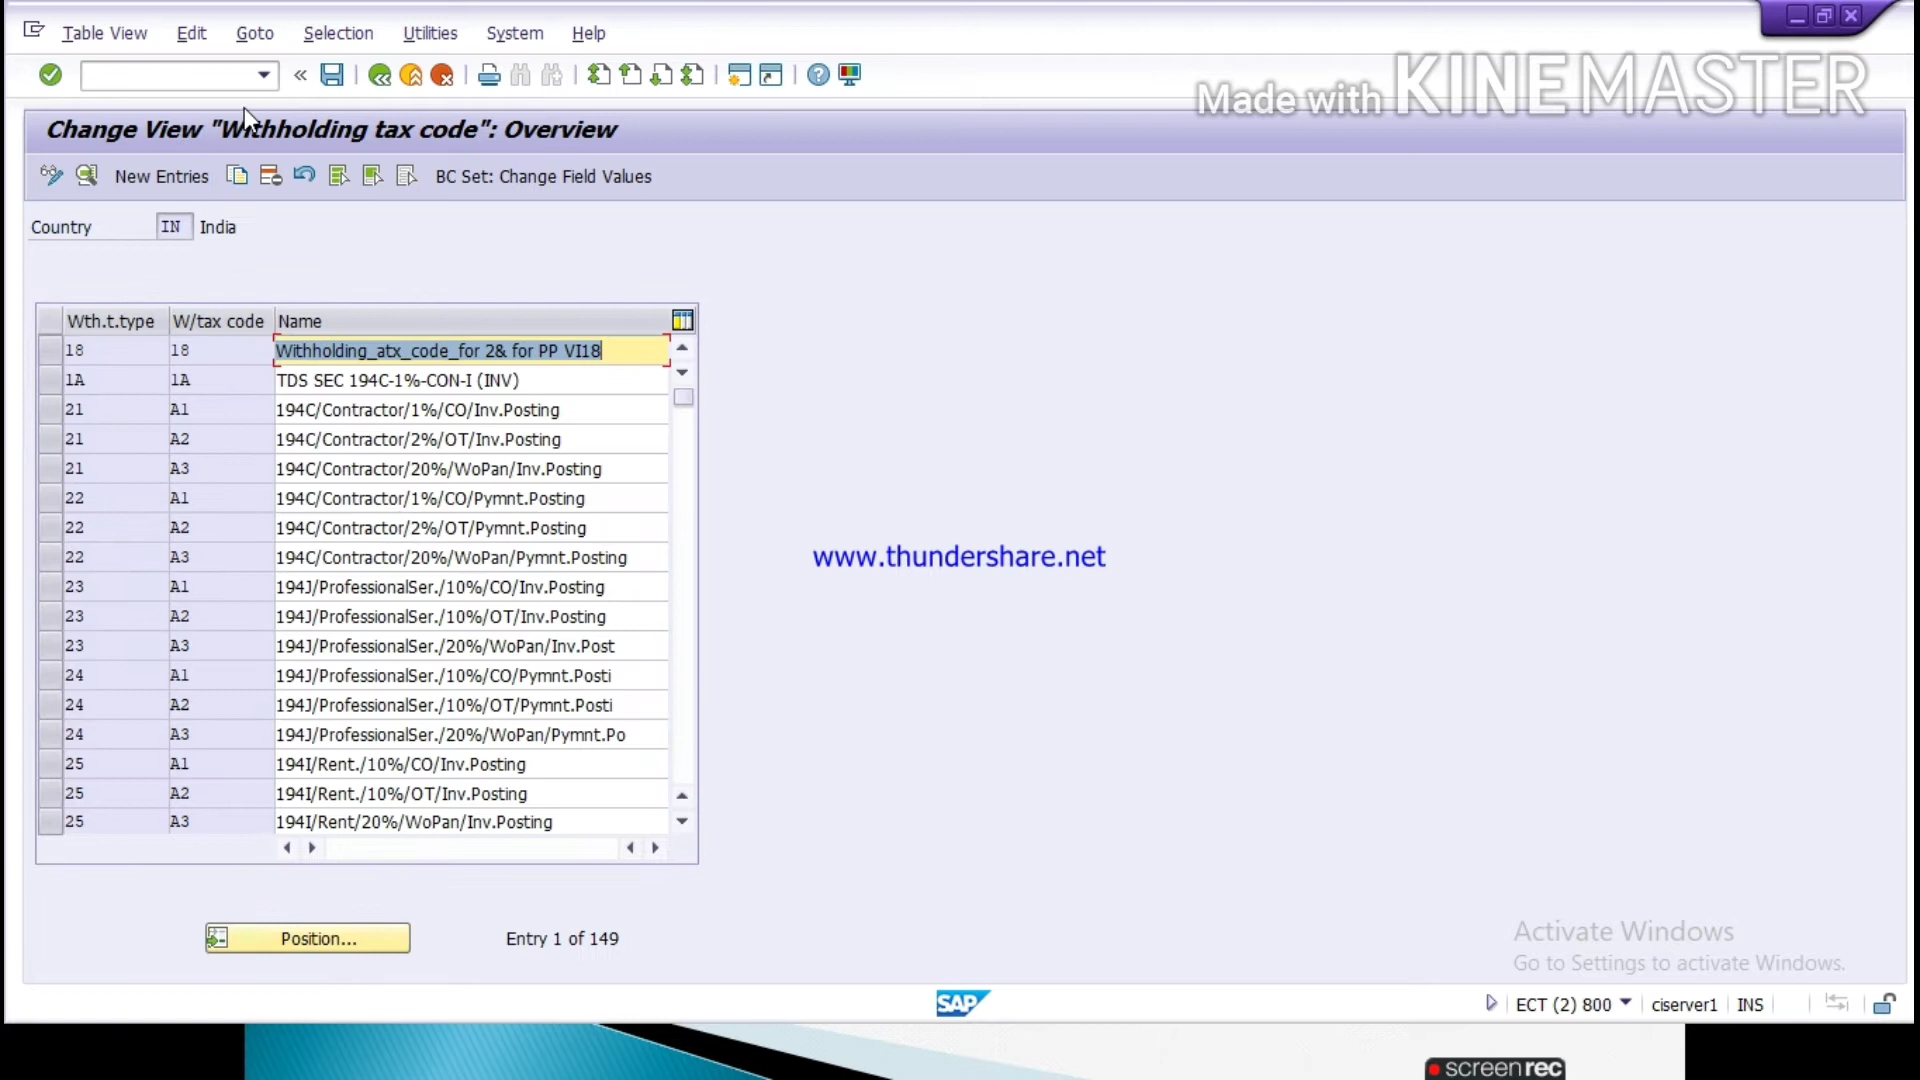 Table View Edit Goto Selection Utilities System Help
Made with KINEMASTER
Change View "Withholding tax code": Overview
New Entries BC Set: Change Field Values
Country IN India
Wth.t.type W/tax code Name
18 18 Withholding_atx_code_for 2& for PP VI18
1A 1A TDS SEC 194C-1%-CON-I (INV)
21 A1 194C/Contractor/1%/CO/Inv.Posting
21 A2 194C/Contractor/2%/OT/Inv.Posting
21 A3 194C/Contractor/20%/WoPan/Inv.Posting
22 A1 194C/Contractor/1%/CO/Pymnt.Posting
22 A2 194C/Contractor/2%/OT/Pymnt.Posting
22 A3 194C/Contractor/20%/WoPan/Pymnt.Posting
23 A1 194J/ProfessionalSer./10%/CO/Inv.Posting
23 A2 194J/ProfessionalSer./10%/OT/Inv.Posting
23 A3 194J/ProfessionalSer./20%/WoPan/Inv.Post
24 A1 194J/ProfessionalSer./10%/CO/Pymnt.Posti
24 A2 194J/ProfessionalSer./10%/OT/Pymnt.Posti
24 A3 194J/ProfessionalSer./20%/WoPan/Pymnt.Po
25 A1 194I/Rent./10%/CO/Inv.Posting
25 A2 194I/Rent./10%/OT/Inv.Posting
25 A3 194I/Rent/20%/WoPan/Inv.Posting
www.thundershare.net
Position... Entry 1 of 149
Activate Windows
Go to Settings to activate Windows.
SAP ECT (2) 800 ciserver1 INS
screenrec